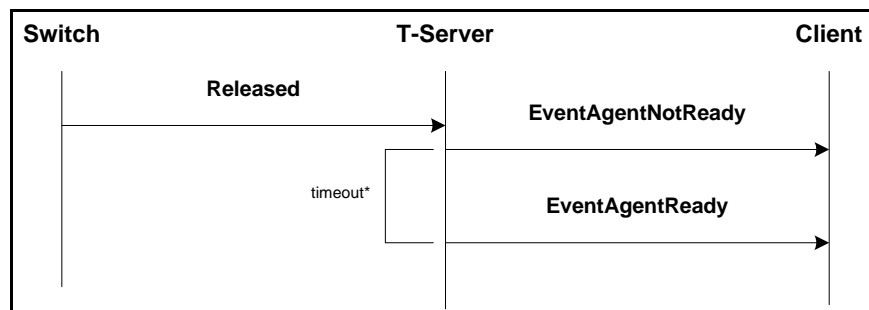 Switch
T-Server
Client
Released
EventAgentNotReady
timeout*
EventAgentReady